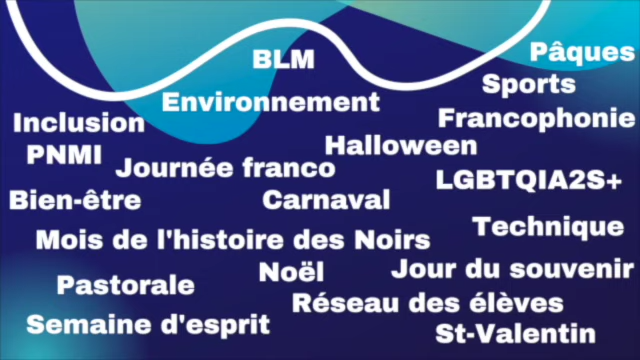 BLM
Pâques
Sports
Environnement
Inclusion
Francophonie
Halloween
PNMI
Journée franco
LGBTQIA2S+
Bien-être
Carnaval
Technique
Mois de l'histoire des Noirs
Noël
Jour du souvenir
Pastorale
Réseau des élèves
Semaine d'esprit
St-Valentin